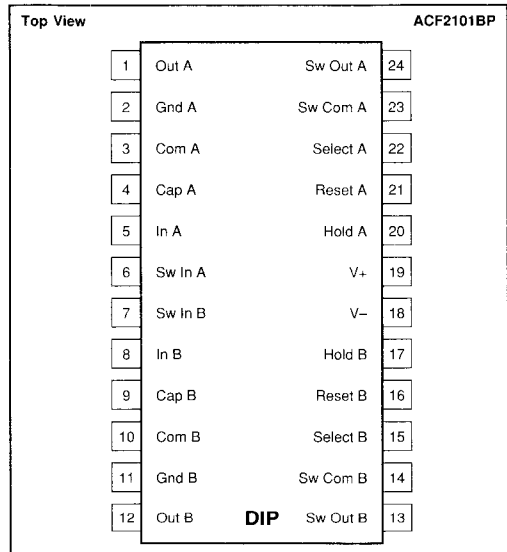 Top View ACF2101BP
1 Out A Sw Out A 24
2 Gnd A Sw Com A 23
3 Com A Select A 22
4 Cap A Reset A 21
5 In A Hold A 20
6 Sw In A V+ 19
7 Sw In B V– 18
8 In B Hold B 17
9 Cap B Reset B 16
10 Com B Select B 15
11 Gnd B Sw Com B 14
12 Out B DIP Sw Out B 13